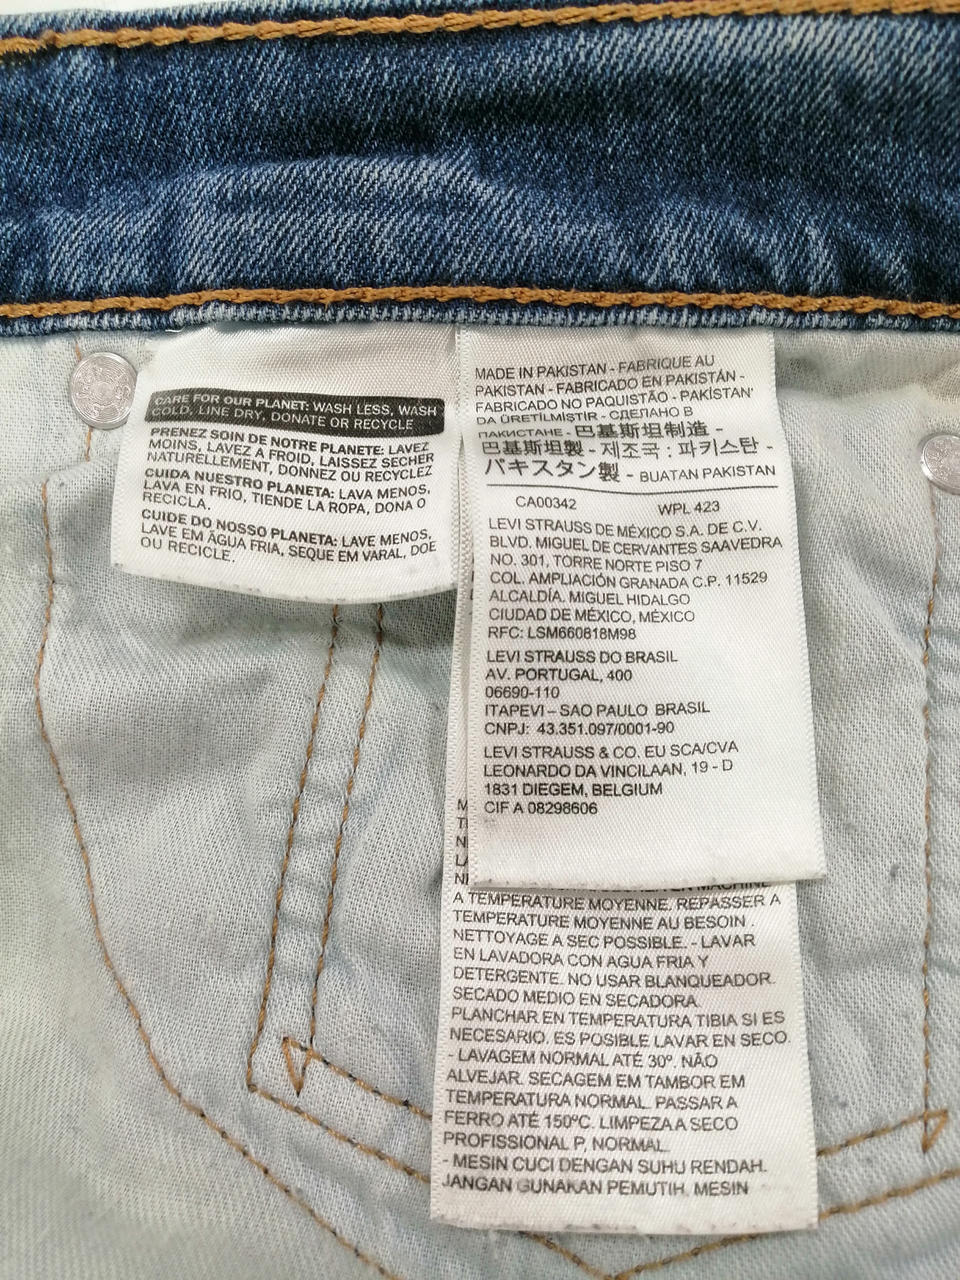 CARE FOR OUR PLANET: WASH LESS, WASH
COLD, LINE DRY, DONATE OR RECYCLE
PRENEZ SOIN DE NOTRE PLANETE: LAVEZ
MOINS, LAVEZ A FROID, LAISSEZ SECHER
NATURELLEMENT, DONNEZ OU RECYCLEZ
CUIDA NUESTRO PLANETA: LAVA MENOS,
LAVA EN FRIO, TIENDE LA ROPA, DONA O
RECICLA.
CUIDE DO NOSSO PLANETA: LAVE MENOS,
LAVE EM ÁGUA FRIA, SEQUE EM VARAL, DOE
OU RECICLE.
MADE IN PAKISTAN - FABRIQUE AU
PAKISTAN - FABRICADO EN PAKISTÁN -
FABRICADO NO PAQUISTÃO - PAKİSTAN'
DA ÜRETİLMİSTİR - СДЕЛАНО В
ПАКИСТАНЕ - 巴基斯坦制造 -
巴基斯坦製 - 제조국 : 파키스탄 -
パキスタン製 - BUATAN PAKISTAN
CA00342 WPL 423
LEVI STRAUSS DE MÉXICO S.A. DE C.V.
BLVD. MIGUEL DE CERVANTES SAAVEDRA
NO. 301, TORRE NORTE PISO 7
COL. AMPLIACIÓN GRANADA C.P. 11529
ALCALDÍA. MIGUEL HIDALGO
CIUDAD DE MÉXICO, MÉXICO
RFC: LSM660818M98
LEVI STRAUSS DO BRASIL
AV. PORTUGAL, 400
06690-110
ITAPEVI – SAO PAULO BRASIL
CNPJ: 43.351.097/0001-90
LEVI STRAUSS & CO. EU SCA/CVA
LEONARDO DA VINCILAAN, 19 - D
1831 DIEGEM, BELGIUM
CIF A 08298606
MACHINE
A TEMPERATURE MOYENNE. REPASSER A
TEMPERATURE MOYENNE AU BESOIN .
NETTOYAGE A SEC POSSIBLE. - LAVAR
EN LAVADORA CON AGUA FRIA Y
DETERGENTE. NO USAR BLANQUEADOR.
SECADO MEDIO EN SECADORA.
PLANCHAR EN TEMPERATURA TIBIA SI ES
NECESARIO. ES POSIBLE LAVAR EN SECO.
- LAVAGEM NORMAL ATÉ 30º. NÃO
ALVEJAR. SECAGEM EM TAMBOR EM
TEMPERATURA NORMAL. PASSAR A
FERRO ATÉ 150ºC. LIMPEZA A SECO
PROFISSIONAL P, NORMAL.
- MESIN CUCI DENGAN SUHU RENDAH.
JANGAN GUNAKAN PEMUTIH. MESIN